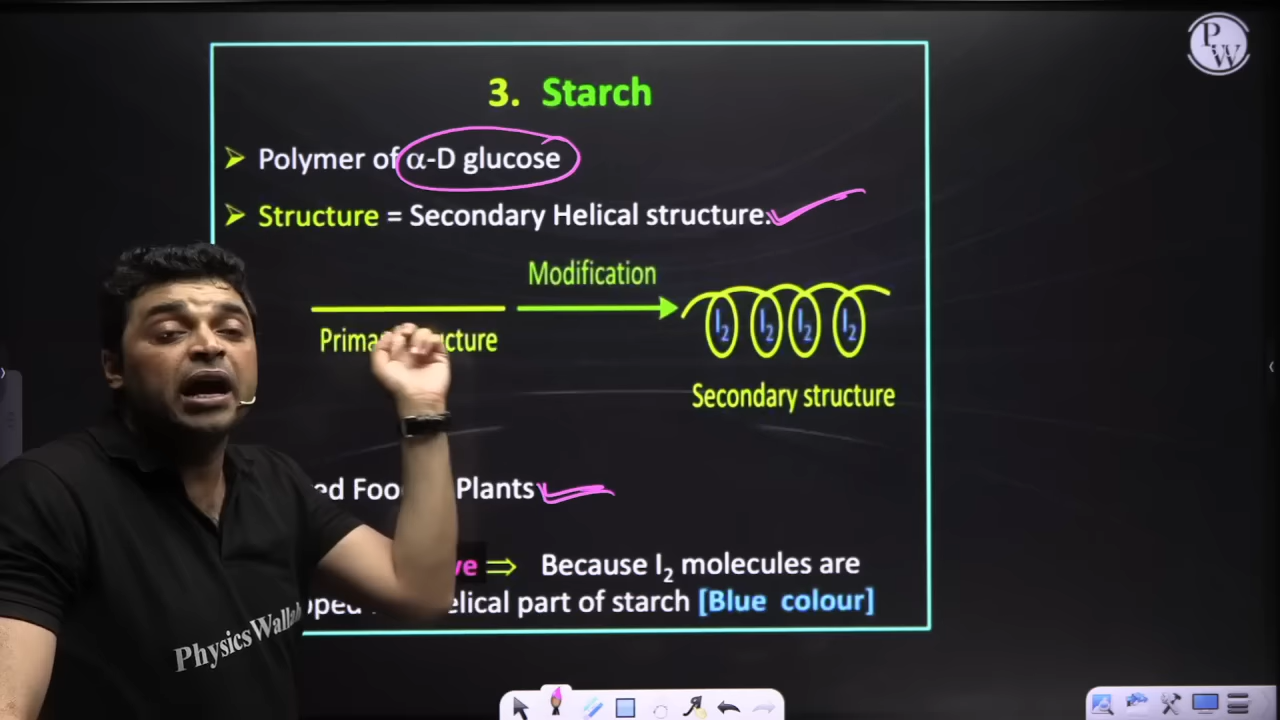 P
W
3. Starch
➢ Polymer of α-D glucose
➢ Structure = Secondary Helical structure.
Modification
I₂ I₂ I₂ I₂
Secondary structure
Plants
⇒ Because I₂ molecules are
part of starch [Blue colour]
PhysicsWallah